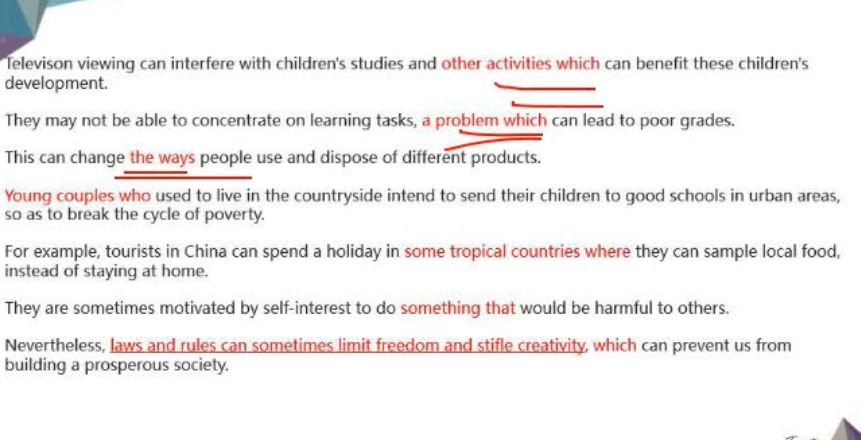 Televison viewing can interfere with children's studies and other activities which can benefit these children's
development.
They may not be able to concentrate on learning tasks, a problem which can lead to poor grades.
This can change the ways people use and dispose of different products.
Young couples who used to live in the countryside intend to send their children to good schools in urban areas,
so as to break the cycle of poverty.
For example, tourists in China can spend a holiday in some tropical countries where they can sample local food,
instead of staying at home.
They are sometimes motivated by self-interest to do something that would be harmful to others.
Nevertheless, laws and rules can sometimes limit freedom and stifle creativity, which can prevent us from
building a prosperous society.